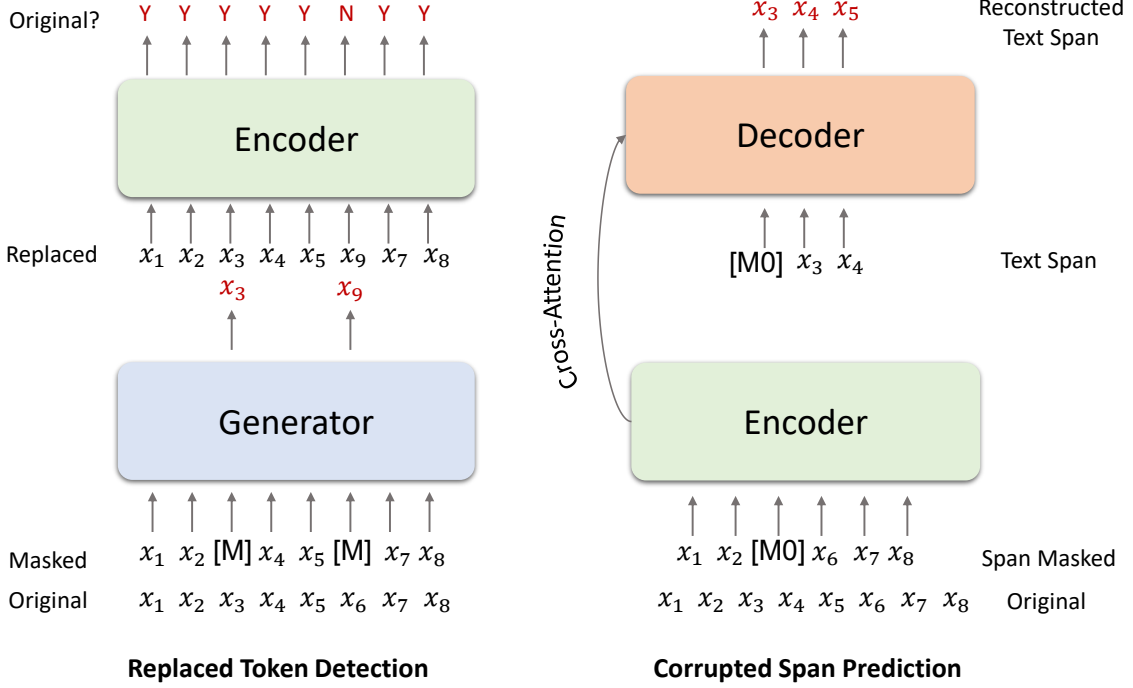 Original? Y Y Y Y Y N Y Y
Encoder
Replaced x₁ x₂ x₃ x₄ x₅ x₉ x₇ x₈
x₃ x₉
Generator
Masked x₁ x₂ [M] x₄ x₅ [M] x₇ x₈
Original x₁ x₂ x₃ x₄ x₅ x₆ x₇ x₈
Replaced Token Detection
x₃ x₄ x₅ Reconstructed
Text Span
Decoder
Cross-Attention
[M0] x₃ x₄ Text Span
Encoder
x₁ x₂ [M0] x₆ x₇ x₈ Span Masked
x₁ x₂ x₃ x₄ x₅ x₆ x₇ x₈ Original
Corrupted Span Prediction